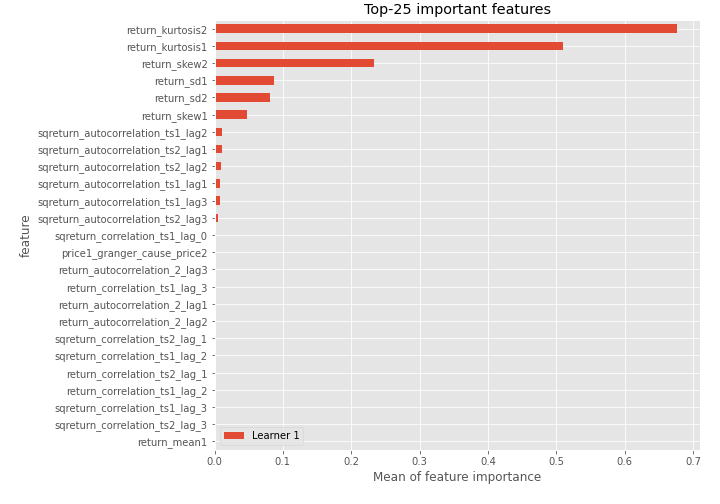 Top-25 important features
return_kurtosis2
return_kurtosis1
return_skew2
return_sd1
return_sd2
return_skew1
sqreturn_autocorrelation_ts1_lag2
sqreturn_autocorrelation_ts2_lag1
sqreturn_autocorrelation_ts2_lag2
sqreturn_autocorrelation_ts1_lag1
sqreturn_autocorrelation_ts1_lag3
sqreturn_autocorrelation_ts2_lag3
sqreturn_correlation_ts1_lag_0
price1_granger_cause_price2
return_autocorrelation_2_lag3
return_correlation_ts1_lag_3
return_autocorrelation_2_lag1
return_autocorrelation_2_lag2
sqreturn_correlation_ts2_lag_1
sqreturn_correlation_ts1_lag_2
return_correlation_ts2_lag_1
return_correlation_ts1_lag_2
sqreturn_correlation_ts1_lag_3
sqreturn_correlation_ts2_lag_3
return_mean1
feature
Learner 1
0.0 0.1 0.2 0.3 0.4 0.5 0.6 0.7
Mean of feature importance